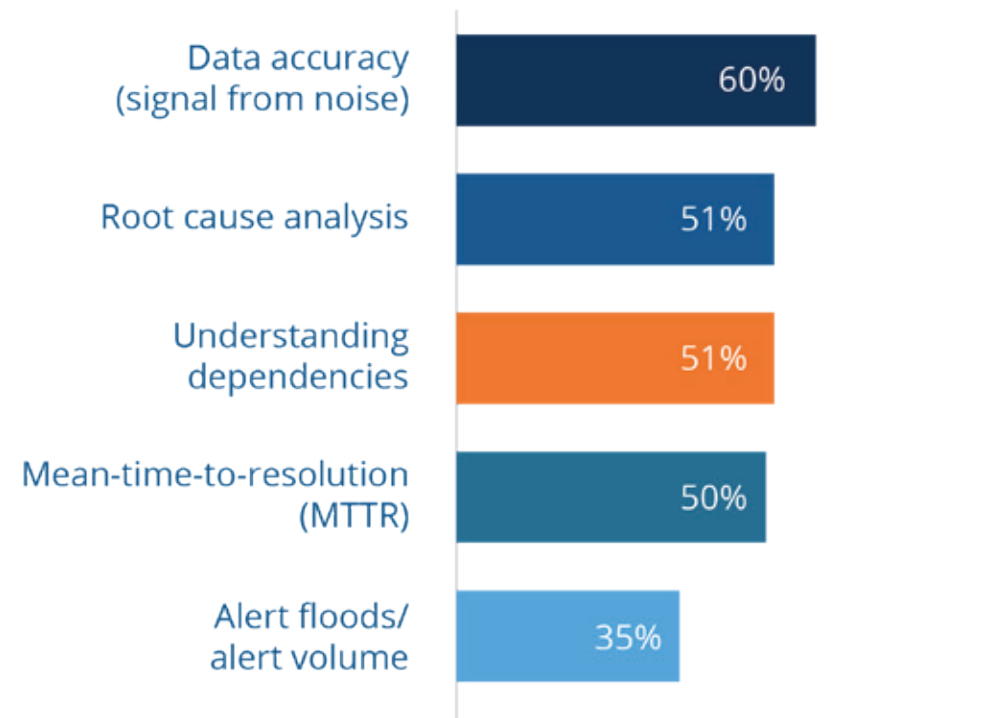 Data accuracy
(signal from noise)
60%
Root cause analysis
51%
Understanding
dependencies
51%
Mean-time-to-resolution
(MTTR)
50%
Alert floods/
alert volume
35%